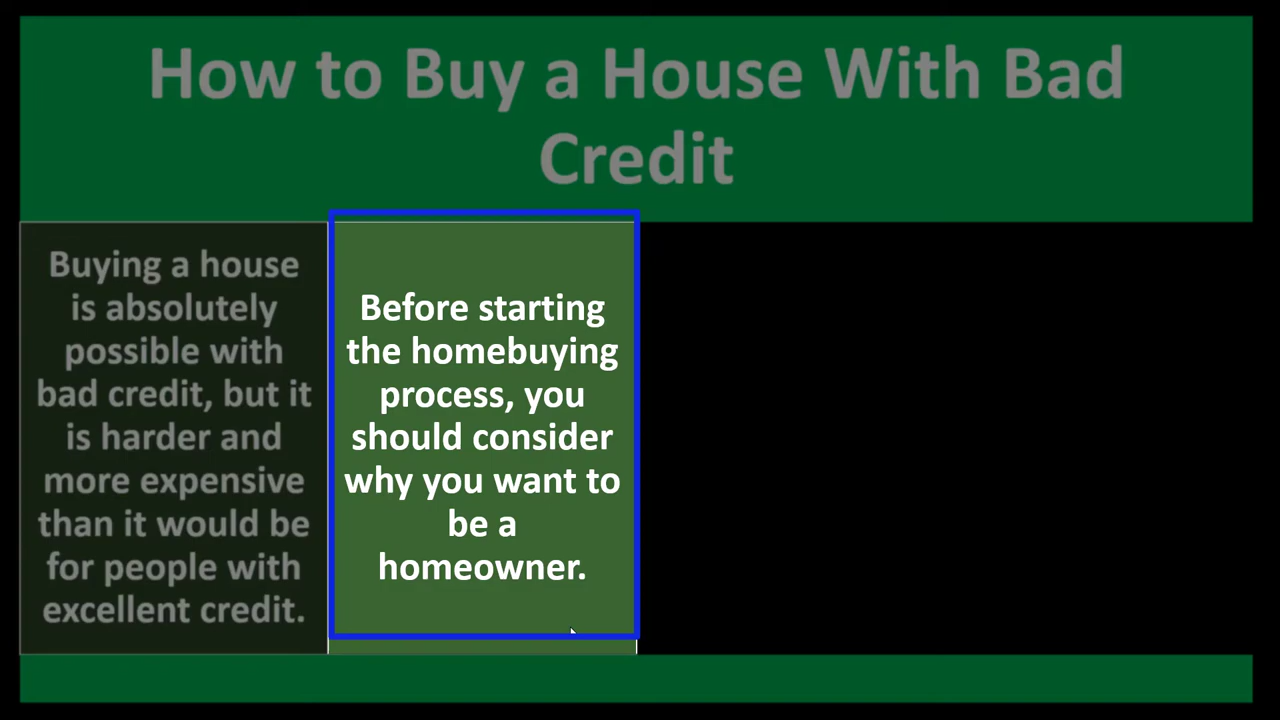 How to Buy a House With Bad
Credit
Buying a house
is absolutely
possible with
bad credit, but it
is harder and
more expensive
than it would be
for people with
excellent credit.
Before starting
the homebuying
process, you
should consider
why you want to
be a
homeowner.